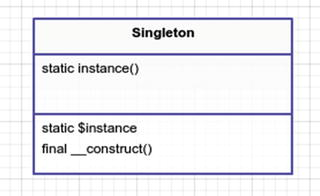 Singleton
static instance()
static $instance
final __construct()